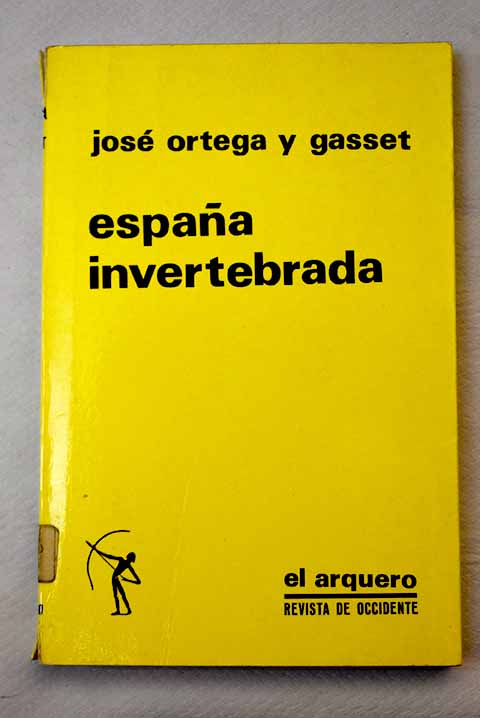 josé ortega y gasset
españa
invertebrada
el arquero
REVISTA DE OCCIDENTE